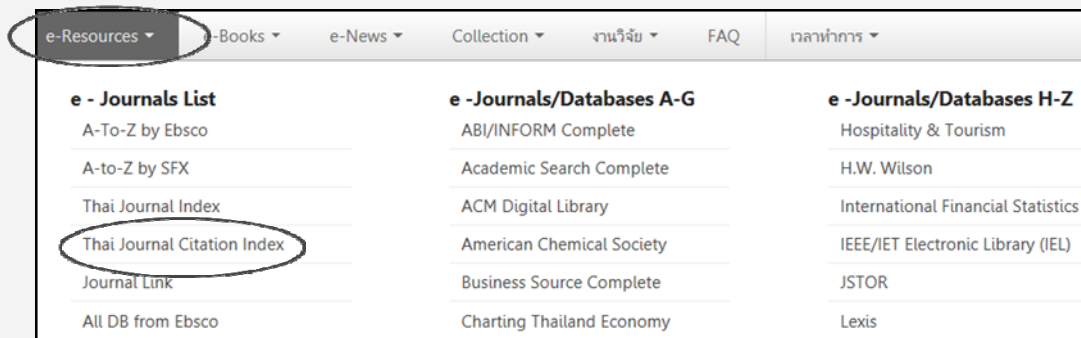 e-Resources e-Books e-News Collection งานวิจัย FAQ เวลาทำการ
e - Journals List
A-To-Z by Ebsco
A-to-Z by SFX
Thai Journal Index
Thai Journal Citation Index
Journal Link
All DB from Ebsco
e -Journals/Databases A-G
ABI/INFORM Complete
Academic Search Complete
ACM Digital Library
American Chemical Society
Business Source Complete
Charting Thailand Economy
e -Journals/Databases H-Z
Hospitality & Tourism
H.W. Wilson
International Financial Statistics
IEEE/IET Electronic Library (IEL)
JSTOR
Lexis